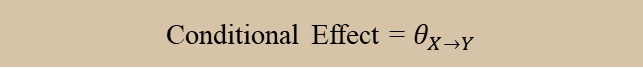 Conditional Effect = θ_{X→Y}